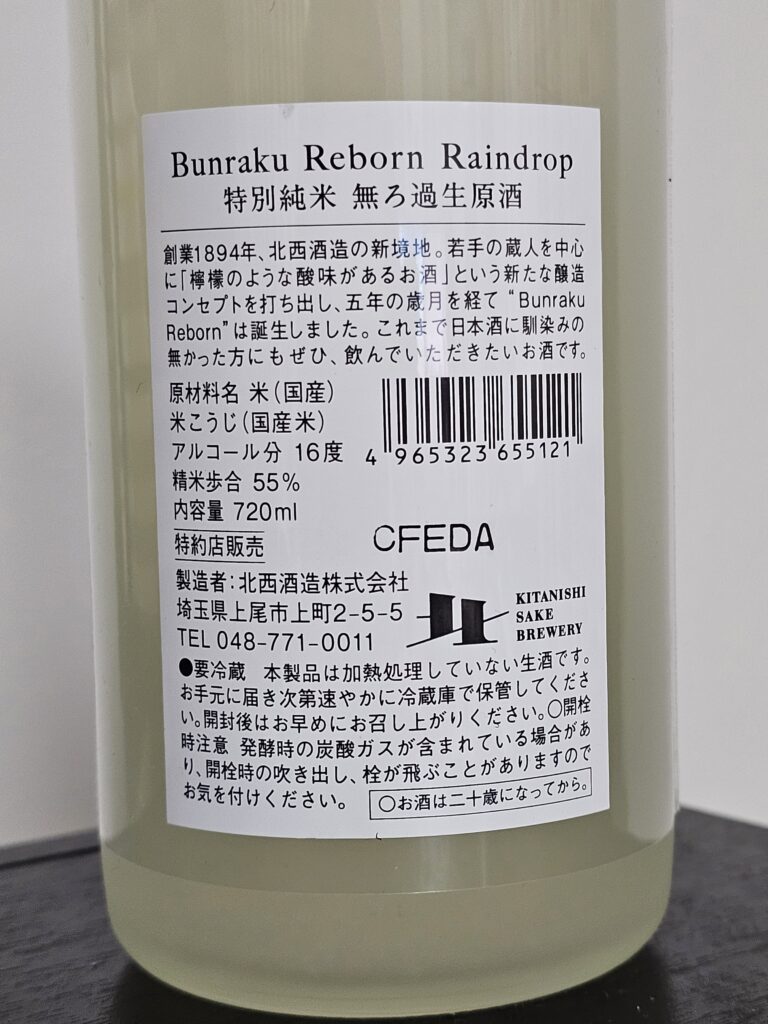 Bunraku Reborn Raindrop
特別純米 無ろ過生原酒
創業1894年、北西酒造の新境地。若手の蔵人を中心
に「檸檬のような酸味があるお酒」という新たな醸造
コンセプトを打ち出し、五年の歳月を経て “Bunraku
Reborn”は誕生しました。これまで日本酒に馴染みの
無かった方にもぜひ、飲んでいただきたいお酒です。
原材料名 米（国産）
米こうじ（国産米）
アルコール分 16度
精米歩合 55%
内容量 720ml
特約店販売
4 965323 655121
CFEDA
製造者：北西酒造株式会社
埼玉県上尾市上町2-5-5
TEL 048-771-0011
KITANISHI
SAKE
BREWERY
●要冷蔵 本製品は加熱処理していない生酒です。
お手元に届き次第速やかに冷蔵庫で保管してくださ
い。開封後はお早めにお召し上がりください。○開栓
時注意 発酵時の炭酸ガスが含まれている場合があ
り、開栓時の吹き出し、栓が飛ぶことがありますので
お気を付けください。
○お酒は二十歳になってから。